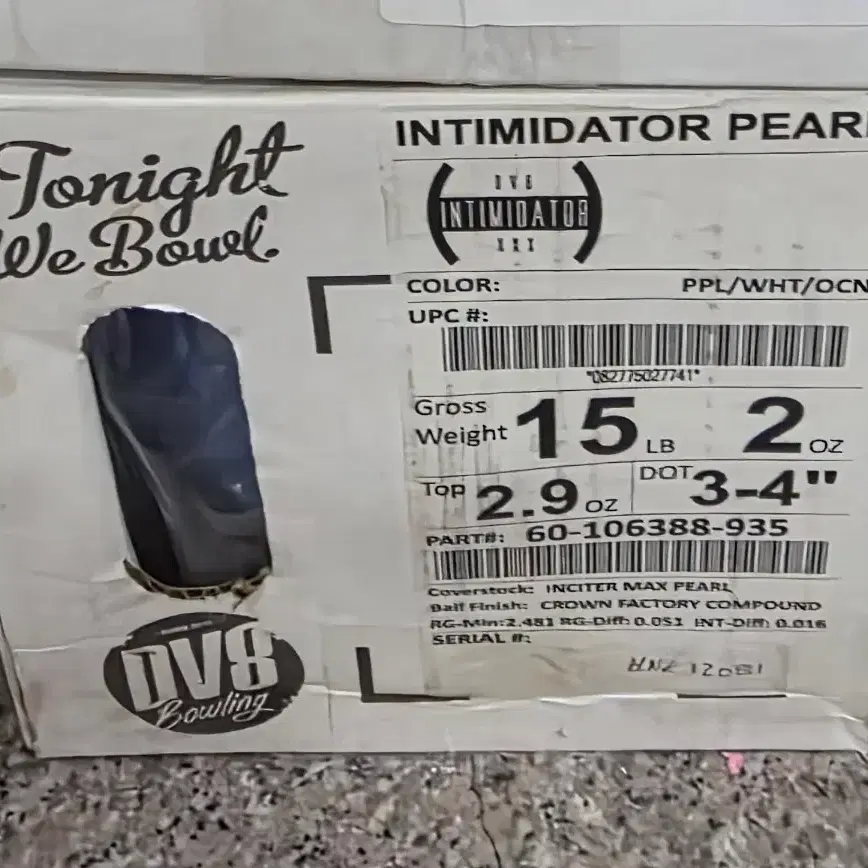 Tonight
We Bowl.
INTIMIDATOR PEAR
DV8
INTIMIDATOR
COLOR: PPL/WHT/OCN
UPC #:
*082775027741*
Gross
Weight 15 LB 2 OZ
Top 2.9 OZ DOT 3-4"
PART#: 60-106388-935
Coverstock: INCITER MAX PEARL
Ball Finish: CROWN FACTORY COMPOUND
RG-Min:2.481 RG-Diff: 0.051 INT-Diff: 0.016
SERIAL #:
DV8
Bowling